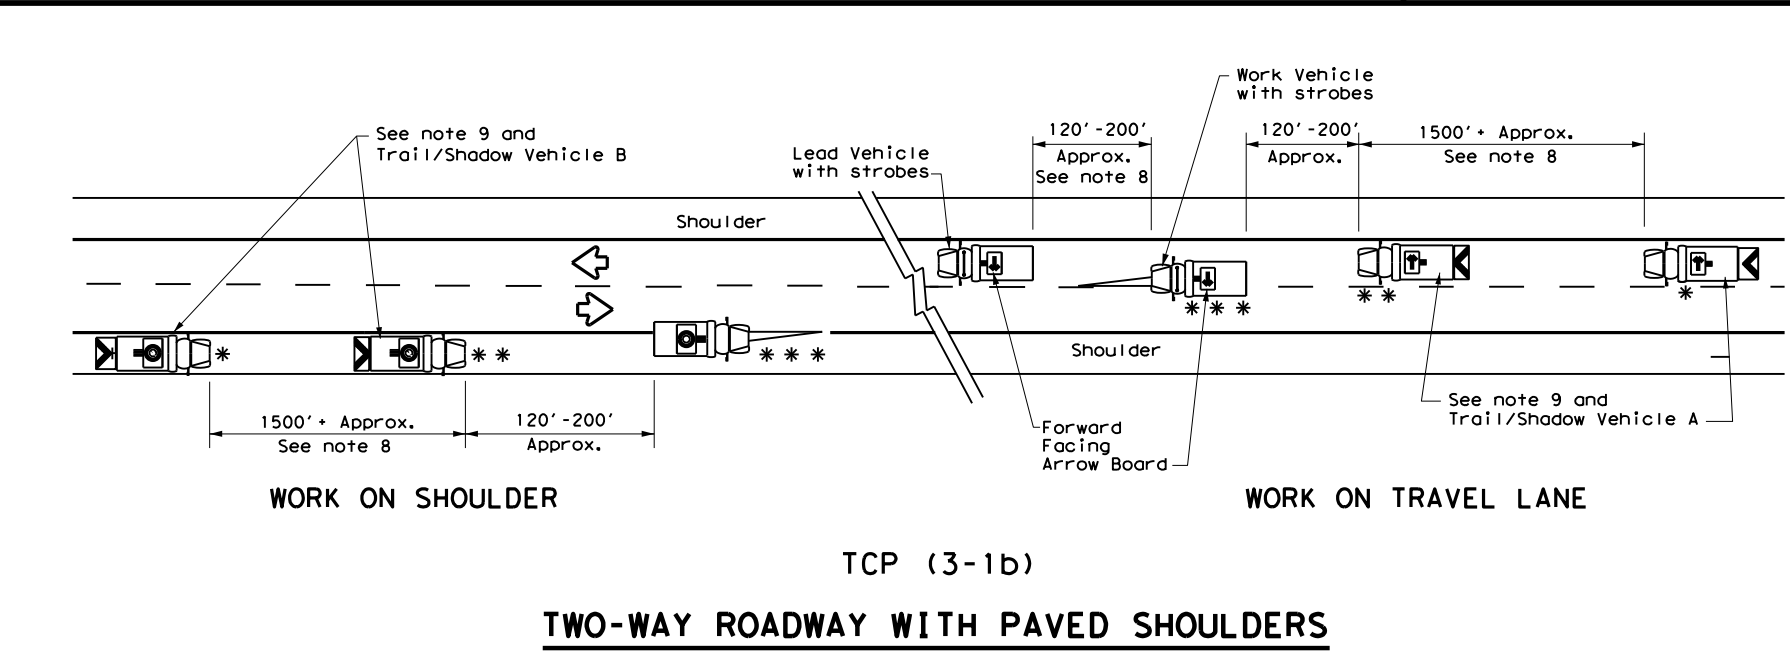 Work Vehicle
with strobes
See note 9 and
Trail/Shadow Vehicle B
Lead Vehicle
with strobes
120'-200'
Approx.
See note 8
120'-200'
Approx.
1500'+ Approx.
See note 8
Shoulder
* * *
* *
*
*
* *
* * *
Shoulder
1500'+ Approx.
See note 8
120'-200'
Approx.
Forward
Facing
Arrow Board
See note 9 and
Trail/Shadow Vehicle A
WORK ON SHOULDER
WORK ON TRAVEL LANE
TCP (3-1b)
TWO-WAY ROADWAY WITH PAVED SHOULDERS